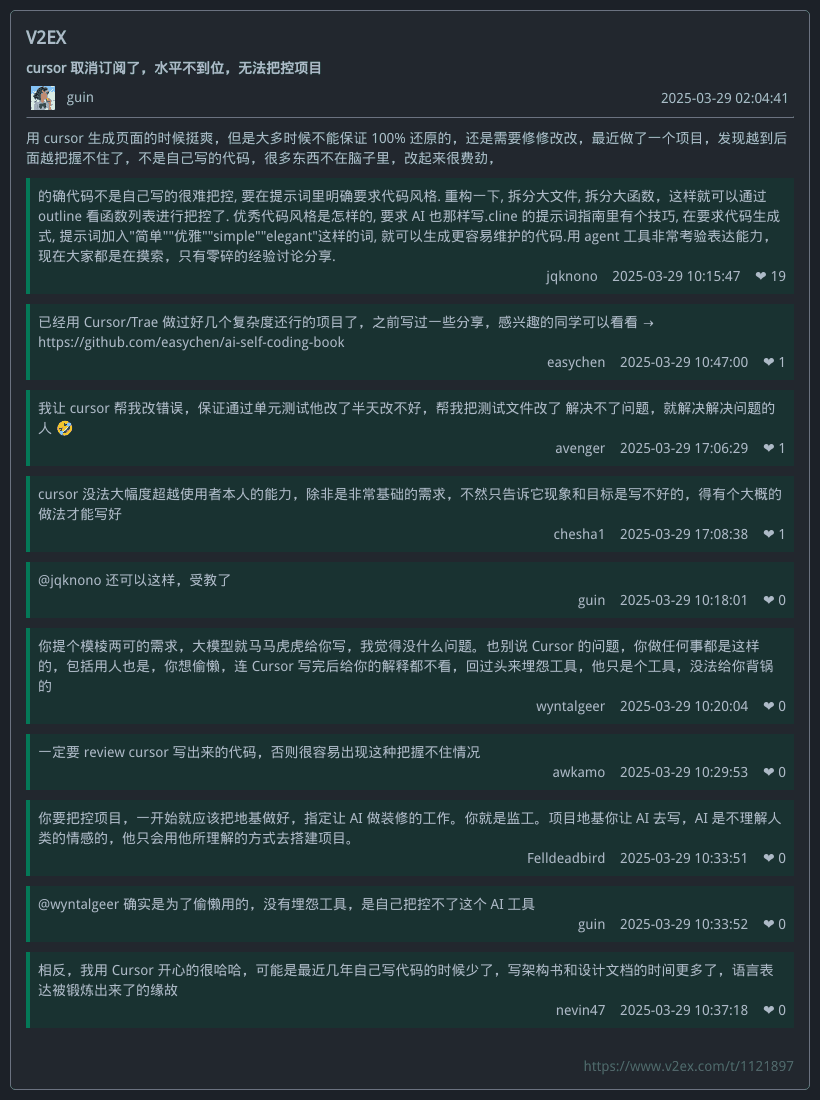 V2EX
cursor 取消订阅了，水平不到位，无法把控项目
guin
2025-03-29 02:04:41
用 cursor 生成页面的时候挺爽，但是大多时候不能保证 100% 还原的，还是需要修修改改，最近做了一个项目，发现越到后
面越把握不住了，不是自己写的代码，很多东西不在脑子里，改起来很费劲，
的确代码不是自己写的很难把控, 要在提示词里明确要求代码风格. 重构一下, 拆分大文件, 拆分大函数，这样就可以通过
outline 看函数列表进行把控了. 优秀代码风格是怎样的, 要求 AI 也那样写.cline 的提示词指南里有个技巧, 在要求代码生成
式, 提示词加入"简单""优雅""simple""elegant"这样的词, 就可以生成更容易维护的代码.用 agent 工具非常考验表达能力，
现在大家都是在摸索，只有零碎的经验讨论分享.
jqknono 2025-03-29 10:15:47 ❤ 19
已经用 Cursor/Trae 做过好几个复杂度还行的项目了，之前写过一些分享，感兴趣的同学可以看看 →
https://github.com/easychen/ai-self-coding-book
easychen 2025-03-29 10:47:00 ❤ 1
我让 cursor 帮我改错误，保证通过单元测试他改了半天改不好，帮我把测试文件改了 解决不了问题，就解决解决问题的
人 🤣
avenger 2025-03-29 17:06:29 ❤ 1
cursor 没法大幅度超越使用者本人的能力，除非是非常基础的需求，不然只告诉它现象和目标是写不好的，得有个大概的
做法才能写好
chesha1 2025-03-29 17:08:38 ❤ 1
@jqknono 还可以这样，受教了
guin 2025-03-29 10:18:01 ❤ 0
你提个模棱两可的需求，大模型就马马虎虎给你写，我觉得没什么问题。也别说 Cursor 的问题，你做任何事都是这样
的，包括用人也是，你想偷懒，连 Cursor 写完后给你的解释都不看，回过头来埋怨工具，他只是个工具，没法给你背锅
的
wyntalgeer 2025-03-29 10:20:04 ❤ 0
一定要 review cursor 写出来的代码，否则很容易出现这种把握不住情况
awkamo 2025-03-29 10:29:53 ❤ 0
你要把控项目，一开始就应该把地基做好，指定让 AI 做装修的工作。你就是监工。项目地基你让 AI 去写，AI 是不理解人
类的情感的，他只会用他所理解的方式去搭建项目。
Felldeadbird 2025-03-29 10:33:51 ❤ 0
@wyntalgeer 确实是为了偷懒用的，没有埋怨工具，是自己把控不了这个 AI 工具
guin 2025-03-29 10:33:52 ❤ 0
相反，我用 Cursor 开心的很哈哈，可能是最近几年自己写代码的时候少了，写架构书和设计文档的时间更多了，语言表
达被锻炼出来了的缘故
nevin47 2025-03-29 10:37:18 ❤ 0
https://www.v2ex.com/t/1121897